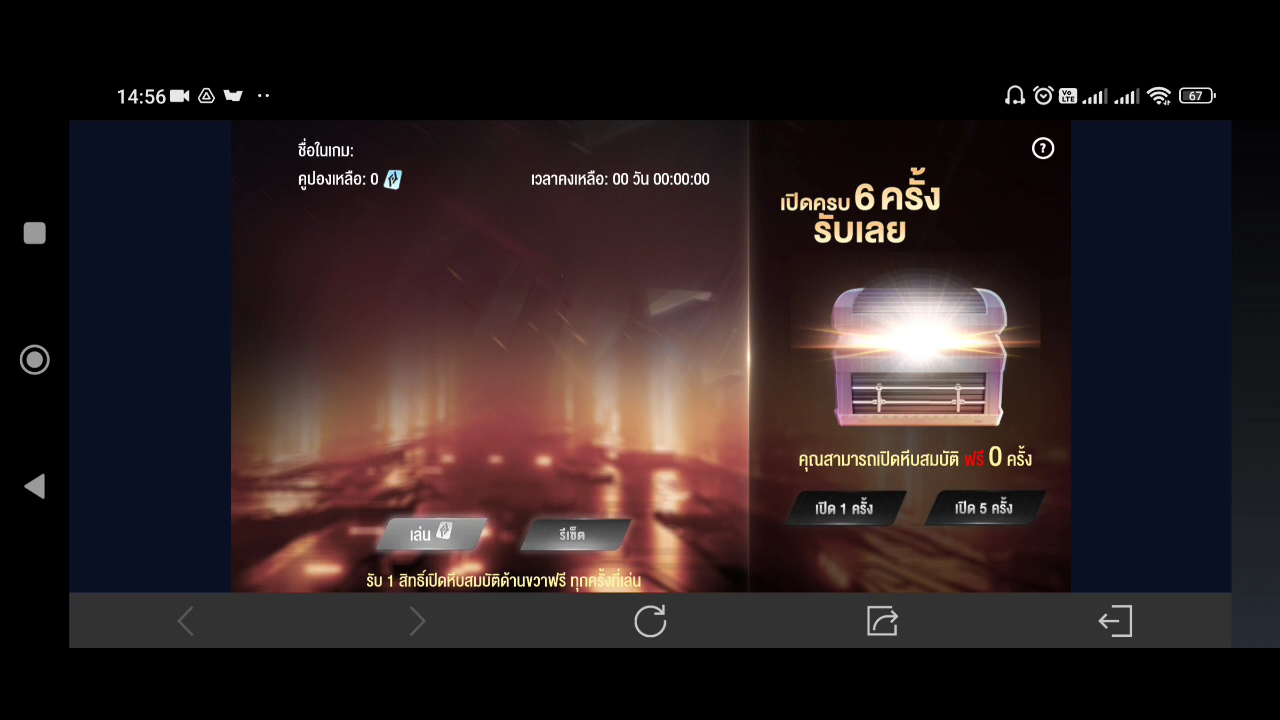 14:56
Vo LTE
67
ชื่อในเกม:
คูปองเหลือ: 0
เวลาคงเหลือ: 00 วัน 00:00:00
?
เปิดครบ 6 ครั้ง
รับเลย
คุณสามารถเปิดหีบสมบัติ ฟรี 0 ครั้ง
เปิด 1 ครั้ง
เปิด 5 ครั้ง
เล่น
รีเซ็ต
รับ 1 สิทธิ์เปิดหีบสมบัติด้านขวาฟรี ทุกครั้งที่เล่น